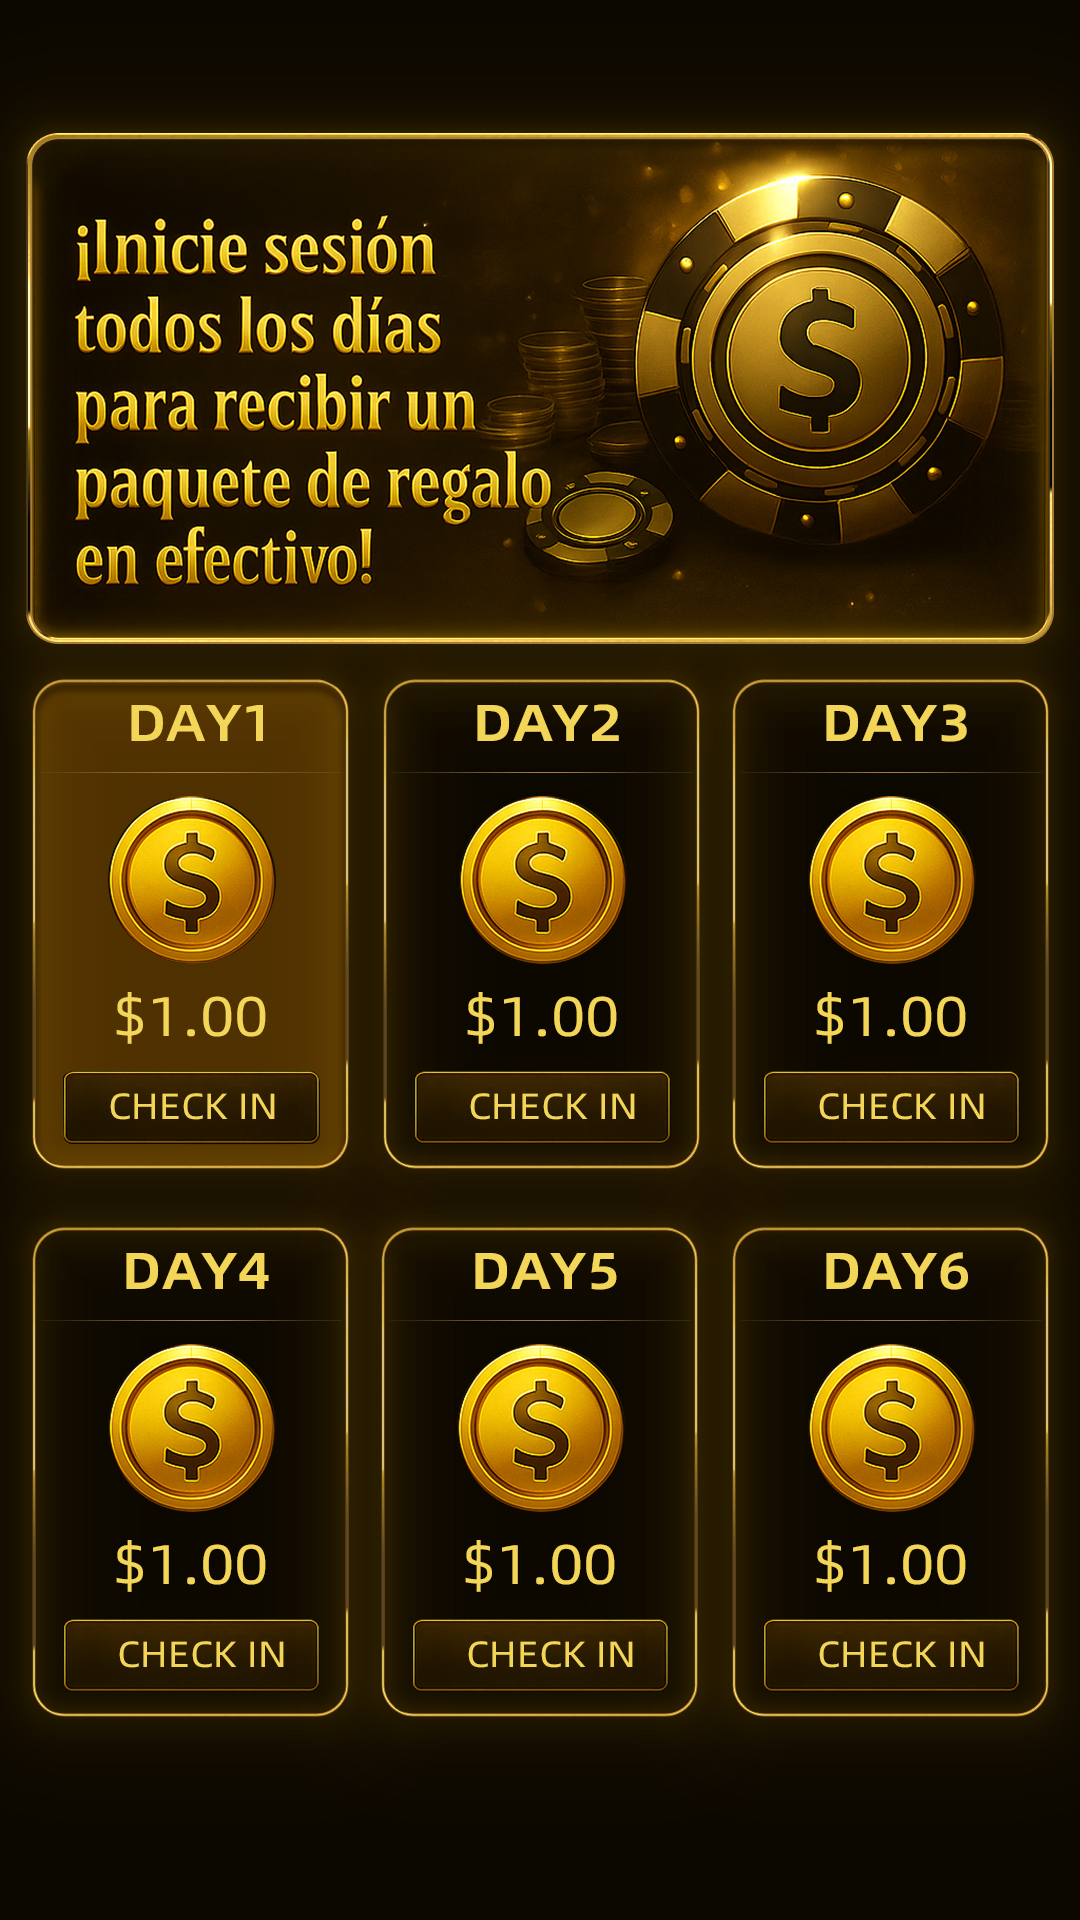 ¡Inicie sesión
todos los días
para recibir un
paquete de regalo
en efectivo!
DAY1
DAY2
DAY3
$
$
$
$
$1.00
$1.00
$1.00
CHECK IN
CHECK IN
CHECK IN
DAY4
DAY5
DAY6
$
$
$
$1.00
$1.00
$1.00
CHECK IN
CHECK IN
CHECK IN